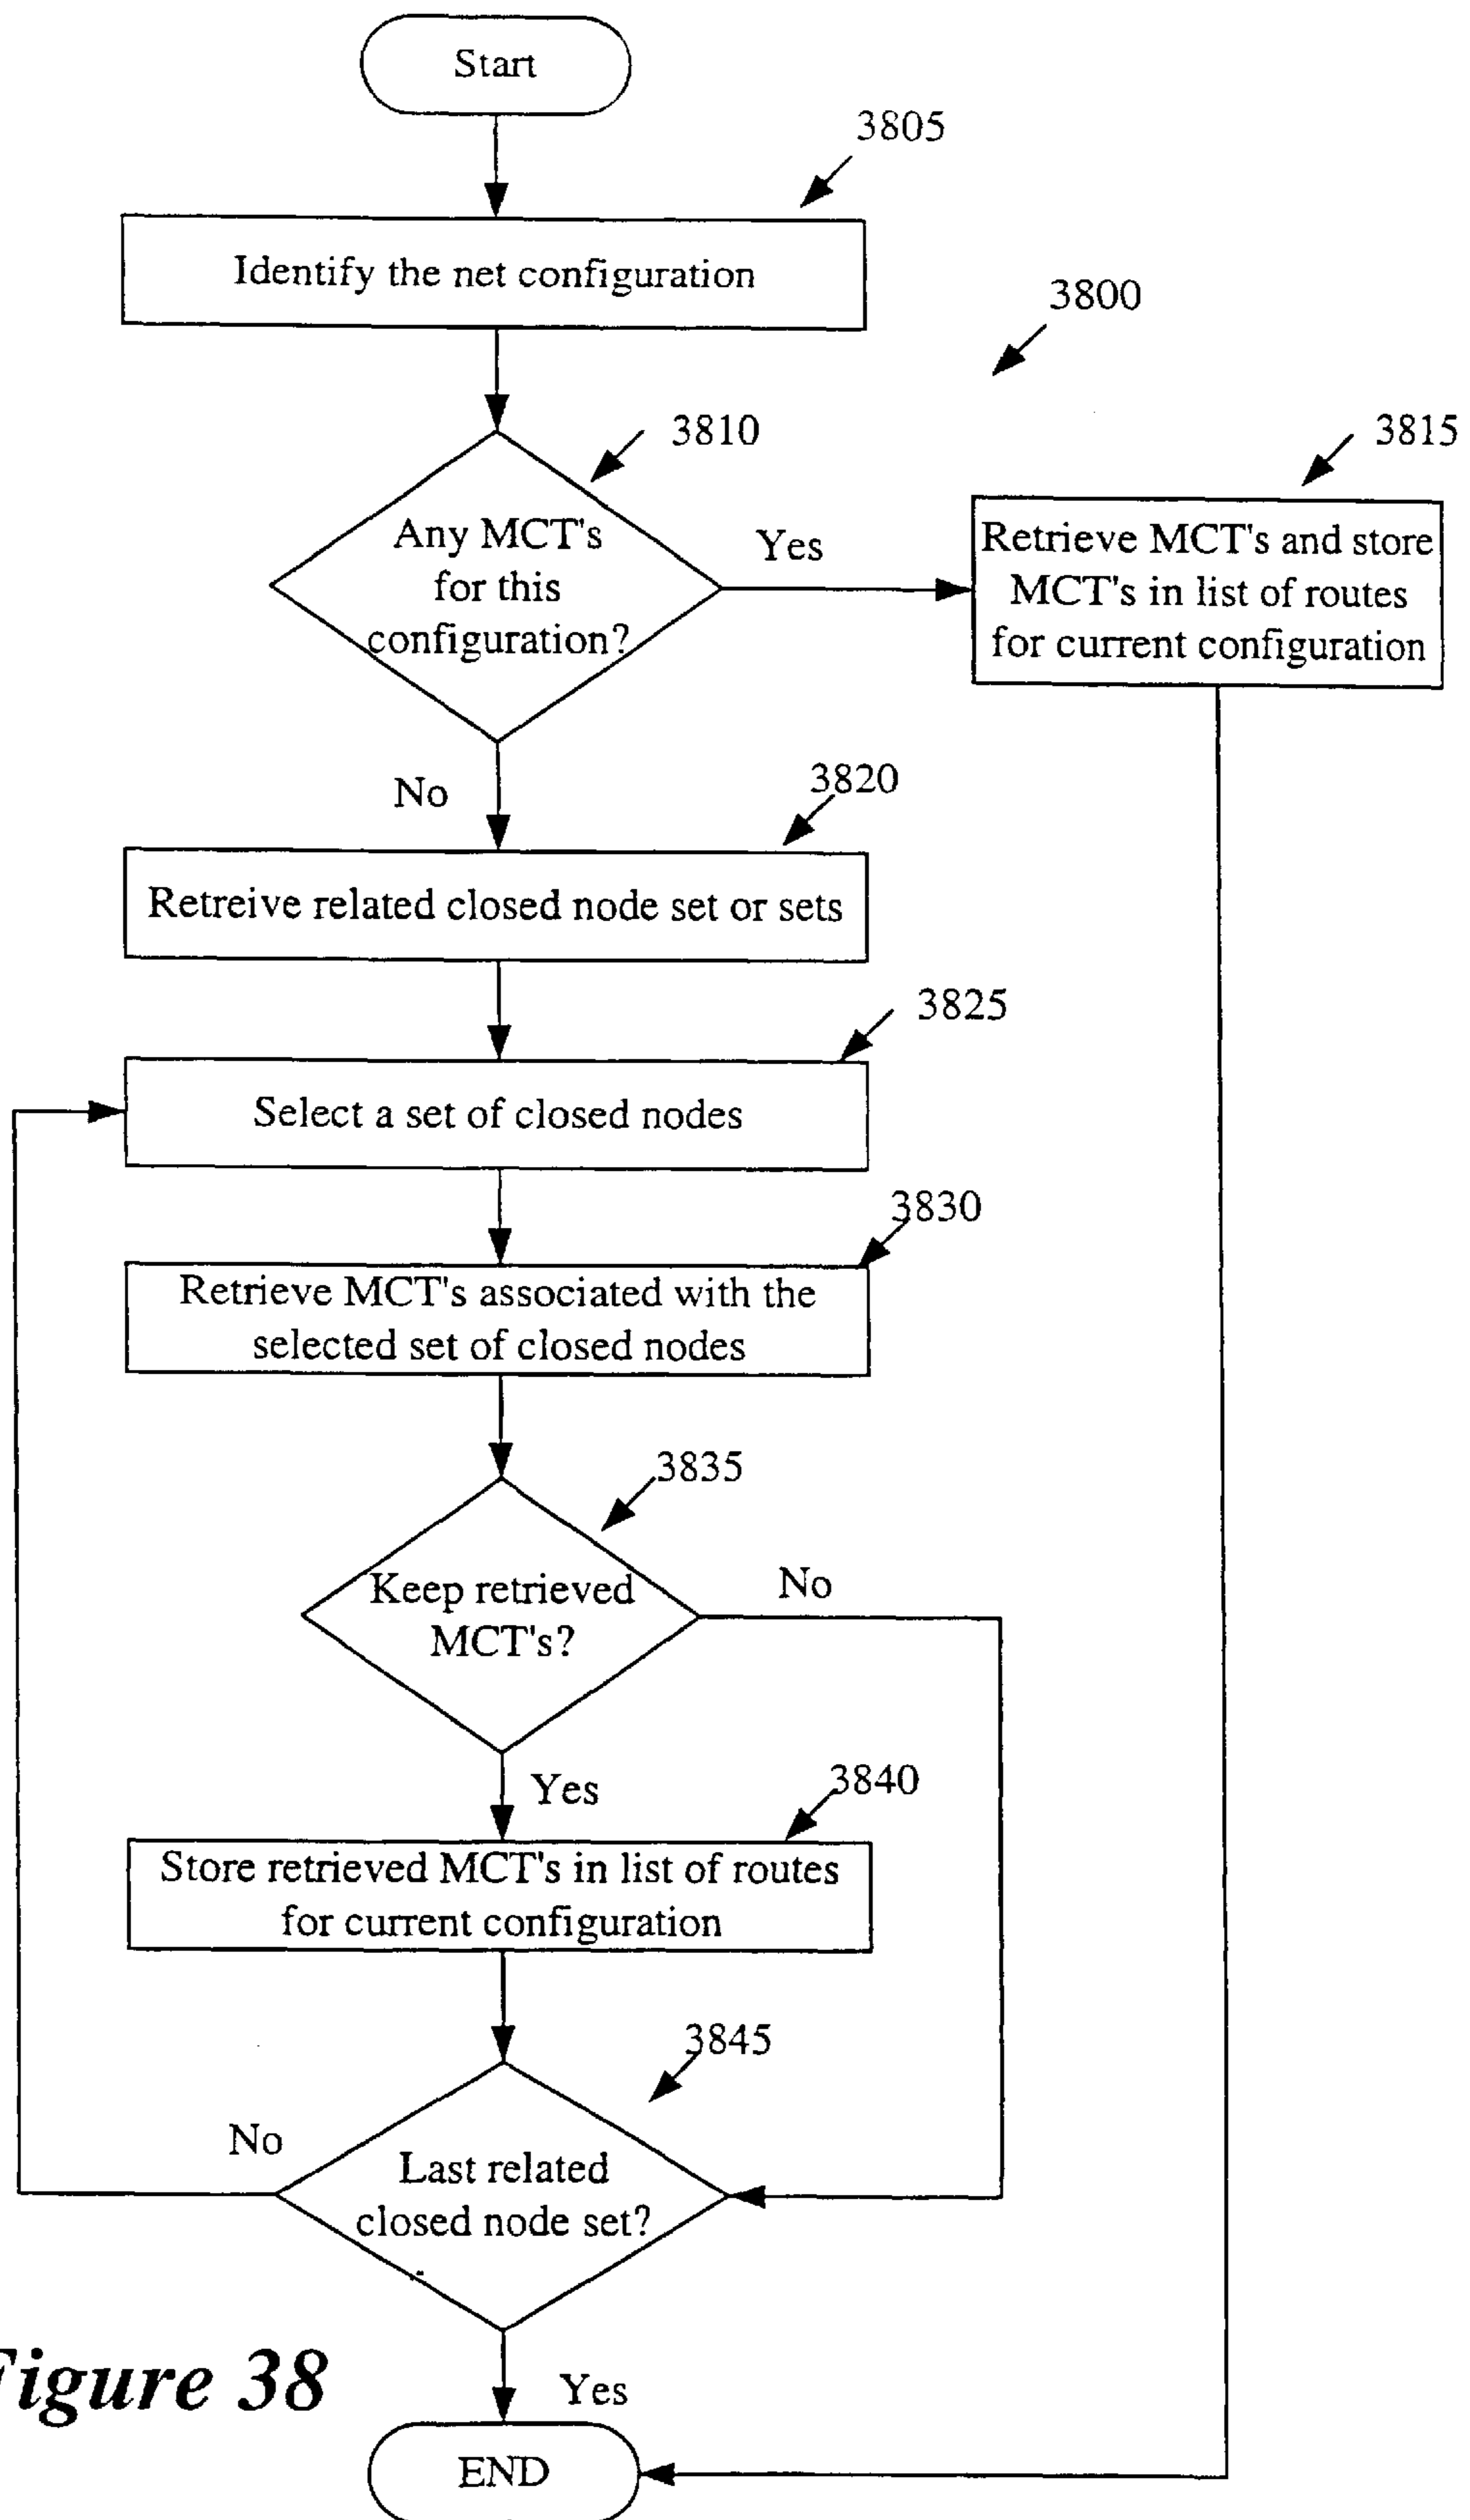 Start
3805
Identify the net configuration
3800
3810
3815
Any MCT's
for this
configuration?
Yes
Retrieve MCT's and store
MCT's in list of routes
for current configuration
No
3820
Retreive related closed node set or sets
3825
Select a set of closed nodes
3830
Retrieve MCT's associated with the
selected set of closed nodes
3835
Keep retrieved
MCT's?
No
Yes
3840
Store retrieved MCT's in list of routes
for current configuration
3845
No
Last related
closed node set?
Figure 38
Yes
END